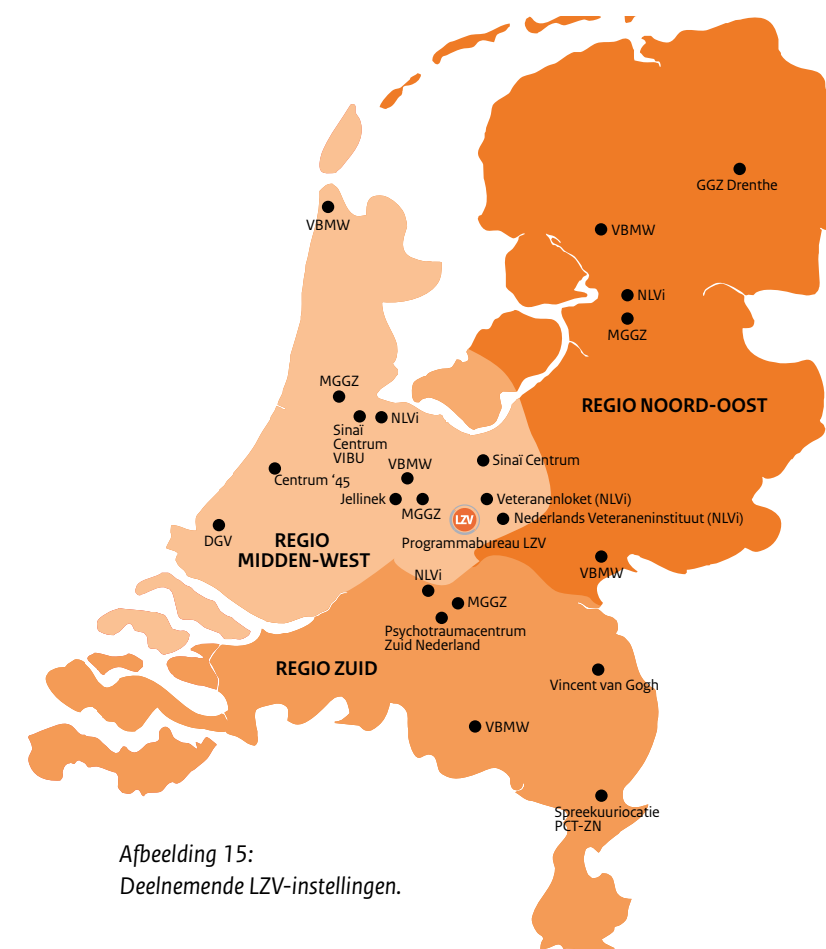 GGZ Drenthe
VBMW
VBMW
NLVi
MGGZ
MGGZ
REGIO NOORD-OOST
NLVi
Sinaï
Centrum
VIBU
Sinaï Centrum
VBMW
Centrum ‘45
Jellinek
Veteranenloket (NLVi)
MGGZ
LZV
Nederlands Veteraneninstituut (NLVi)
DGV
REGIO
MIDDEN-WEST
Programmabureau LZV
VBMW
NLVi
MGGZ
Psychotraumacentrum
Zuid Nederland
REGIO ZUID
Vincent van Gogh
VBMW
Spreekuurlocatie
PCT-ZN
Afbeelding 15:
Deelnemende LZV-instellingen.